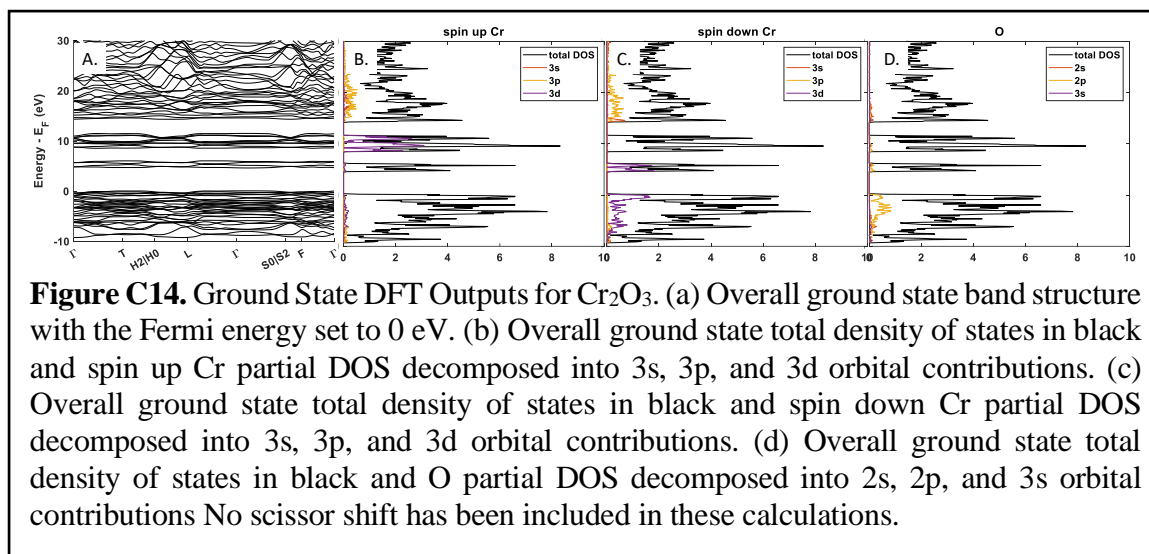 spin up Cr spin down Cr O
30 A. B. C. D.
total DOS total DOS total DOS
3s 3s 2s
3p 3p 2p
3d 3d 3s
20
10
0
-10
Energy - E_F (eV)
Γ T H2|H0 L Γ S0|S2 F Γ
0 2 4 6 8 10 0 2 4 6 8 10 0 2 4 6 8 10
Figure C14. Ground State DFT Outputs for Cr₂O₃. (a) Overall ground state band structure
with the Fermi energy set to 0 eV. (b) Overall ground state total density of states in black
and spin up Cr partial DOS decomposed into 3s, 3p, and 3d orbital contributions. (c)
Overall ground state total density of states in black and spin down Cr partial DOS
decomposed into 3s, 3p, and 3d orbital contributions. (d) Overall ground state total
density of states in black and O partial DOS decomposed into 2s, 2p, and 3s orbital
contributions No scissor shift has been included in these calculations.